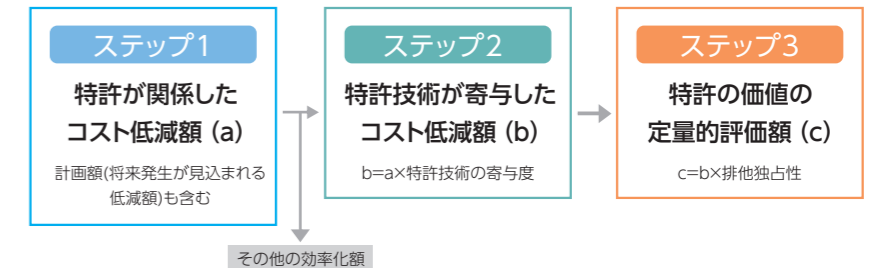 ステップ1
特許が関係した
コスト低減額（a）
計画額(将来発生が見込まれる
低減額)も含む
ステップ2
特許技術が寄与した
コスト低減額（b）
b=a×特許技術の寄与度
ステップ3
特許の価値の
定量的評価額（c）
c=b×排他独占性
その他の効率化額